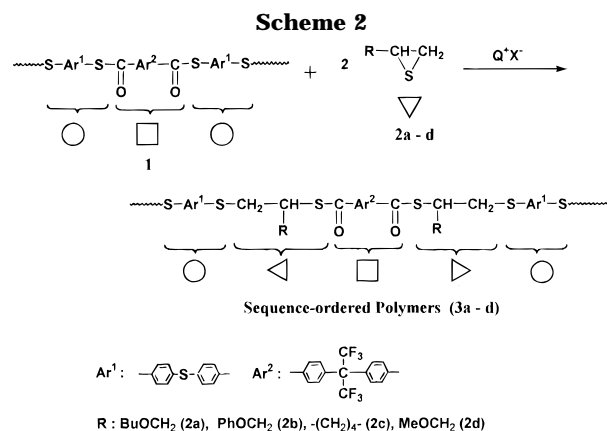 Scheme 2
S-Ar¹-S-C-Ar²-C-S-Ar¹-S + 2 R-CH-CH₂ Q⁺X⁻
O O S
1 2a - d
S-Ar¹-S-CH₂-CH-S-C-Ar²-C-S-CH-CH₂-S-Ar¹-S
R O O R
Sequence-ordered Polymers (3a - d)
Ar¹ : S Ar² : CF₃
C
CF₃
R : BuOCH₂ (2a), PhOCH₂ (2b), -(CH₂)₄- (2c), MeOCH₂ (2d)